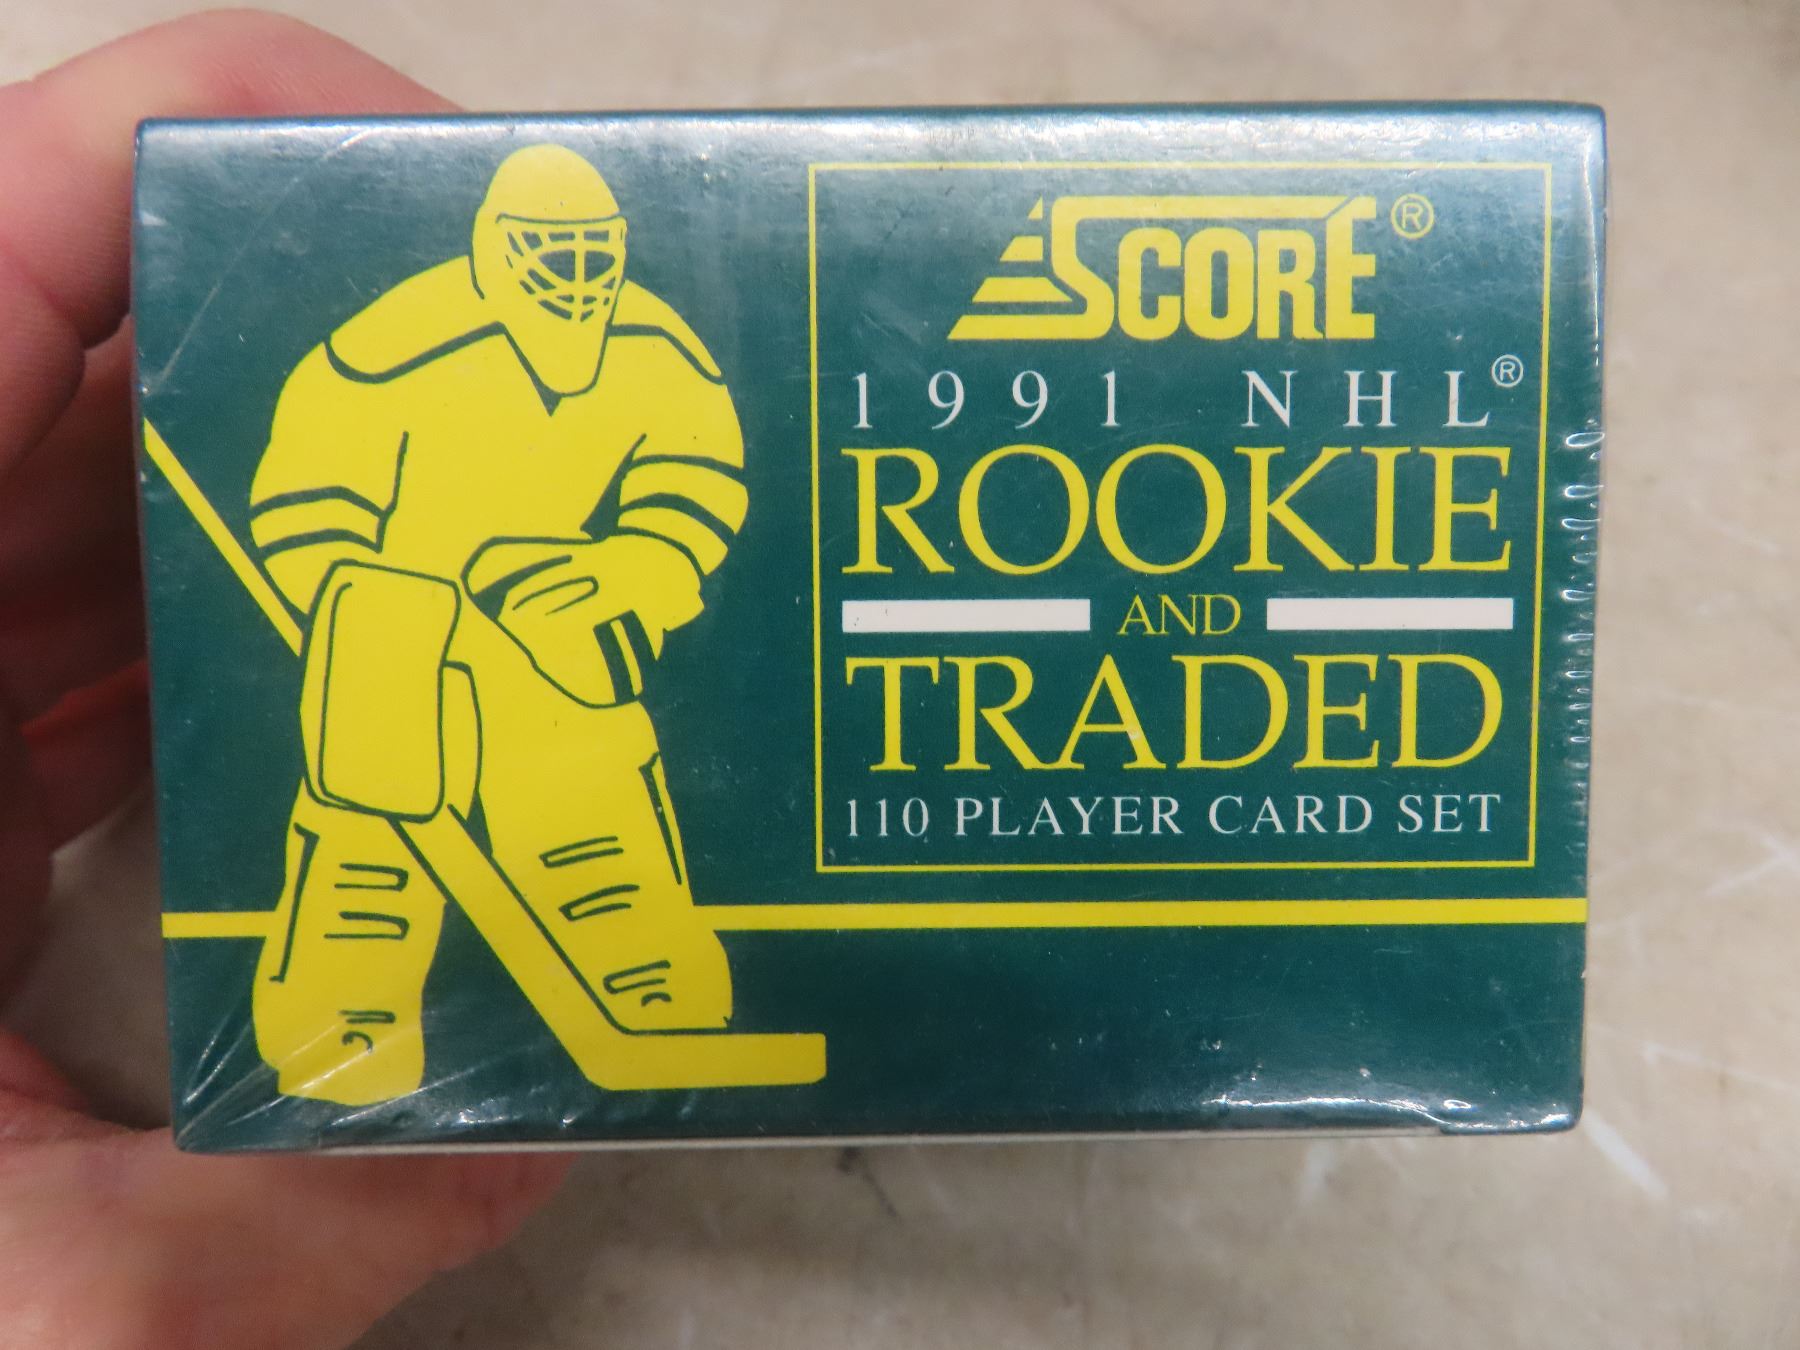 SCORE®
1991 NHL®
ROOKIE
AND
TRADED
110 PLAYER CARD SET